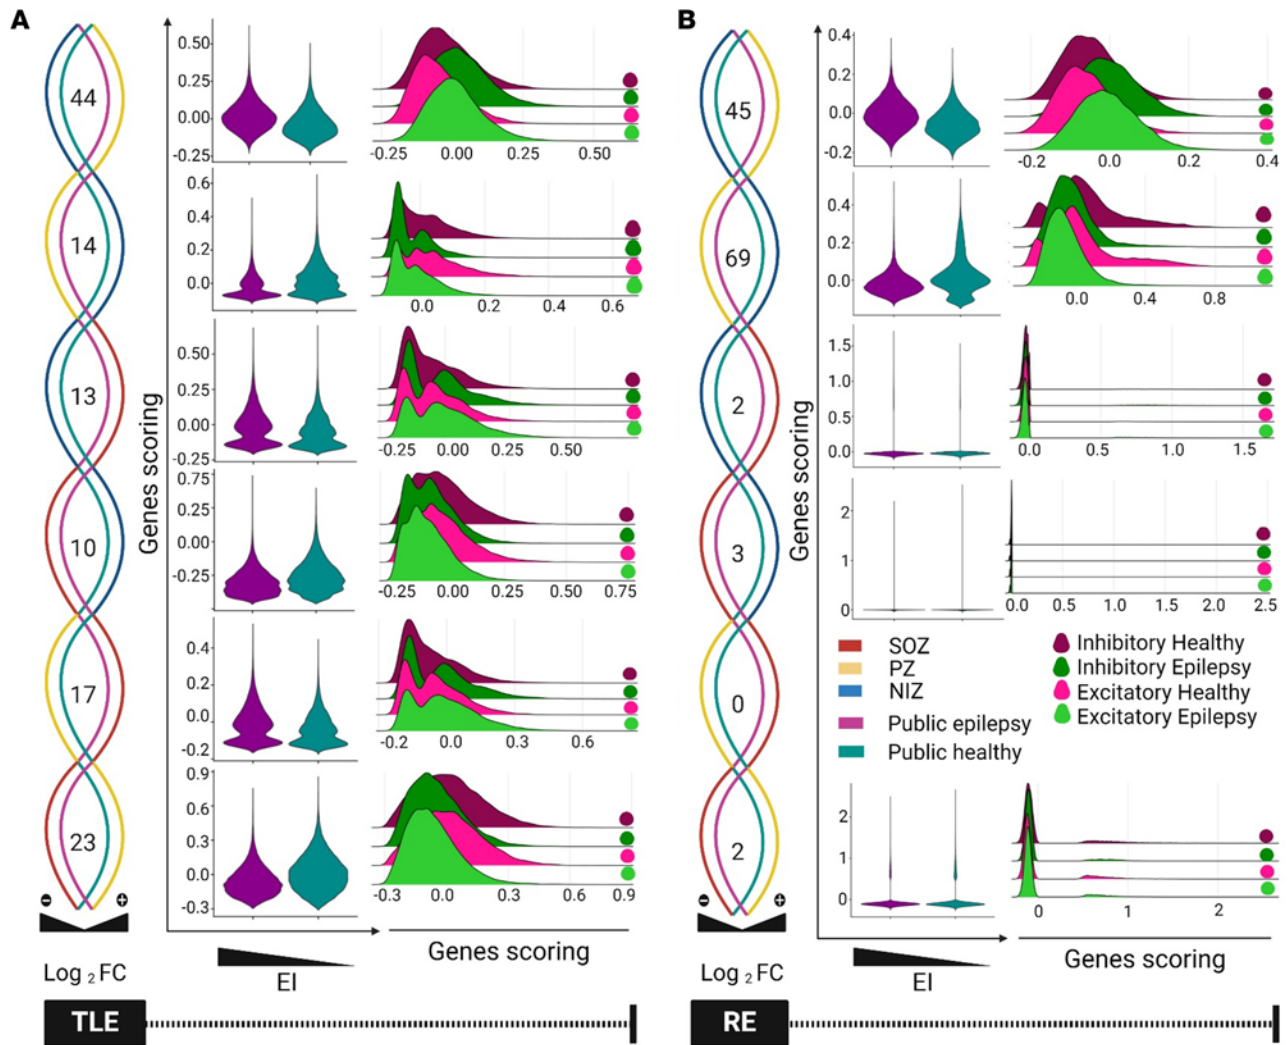 A
44
14
13
10
17
23
Log 2 FC
TLE
Genes scoring
0.50
0.25
0.00
-0.25
-0.25 0.00 0.25 0.50
0.6
0.4
0.2
0.0
0.0 0.2 0.4 0.6
0.50
0.25
0.00
-0.25
-0.25 0.00 0.25 0.50
0.75
0.25
0.00
-0.25
-0.25 0.00 0.25 0.50 0.75
0.4
0.2
0.0
-0.2
-0.2 0.0 0.3 0.6
0.9
0.6
0.3
0.0
-0.3
-0.3 0.0 0.3 0.6 0.9
EI
Genes scoring
B
45
69
2
3
0
2
Log 2 FC
RE
Genes scoring
0.4
0.2
0.0
-0.2
-0.2 0.0 0.2 0.4
0.4
0.2
0.0
0.0 0.4 0.8
1.5
1.0
0.5
0.0
0.0 0.5 1.0 1.5
2
1
0
0.0 0.5 1.0 1.5 2.0 2.5
SOZ
PZ
NIZ
Public epilepsy
Public healthy
Inhibitory Healthy
Inhibitory Epilepsy
Excitatory Healthy
Excitatory Epilepsy
2
1
0
0 1 2
EI
Genes scoring